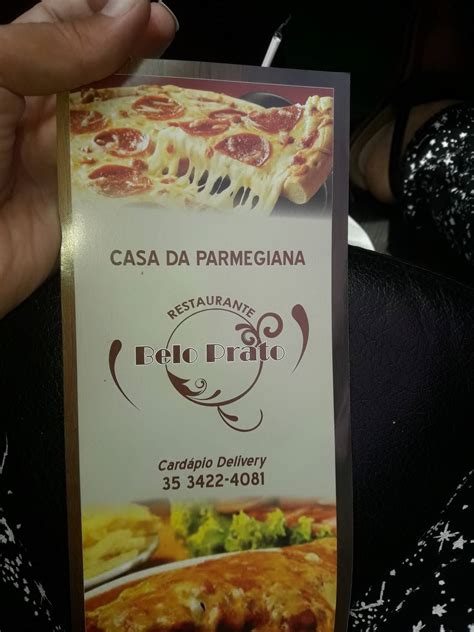 CASA DA PARMEGIANA
RESTAURANTE
Belo Prato
Cardápio Delivery
35 3422-4081